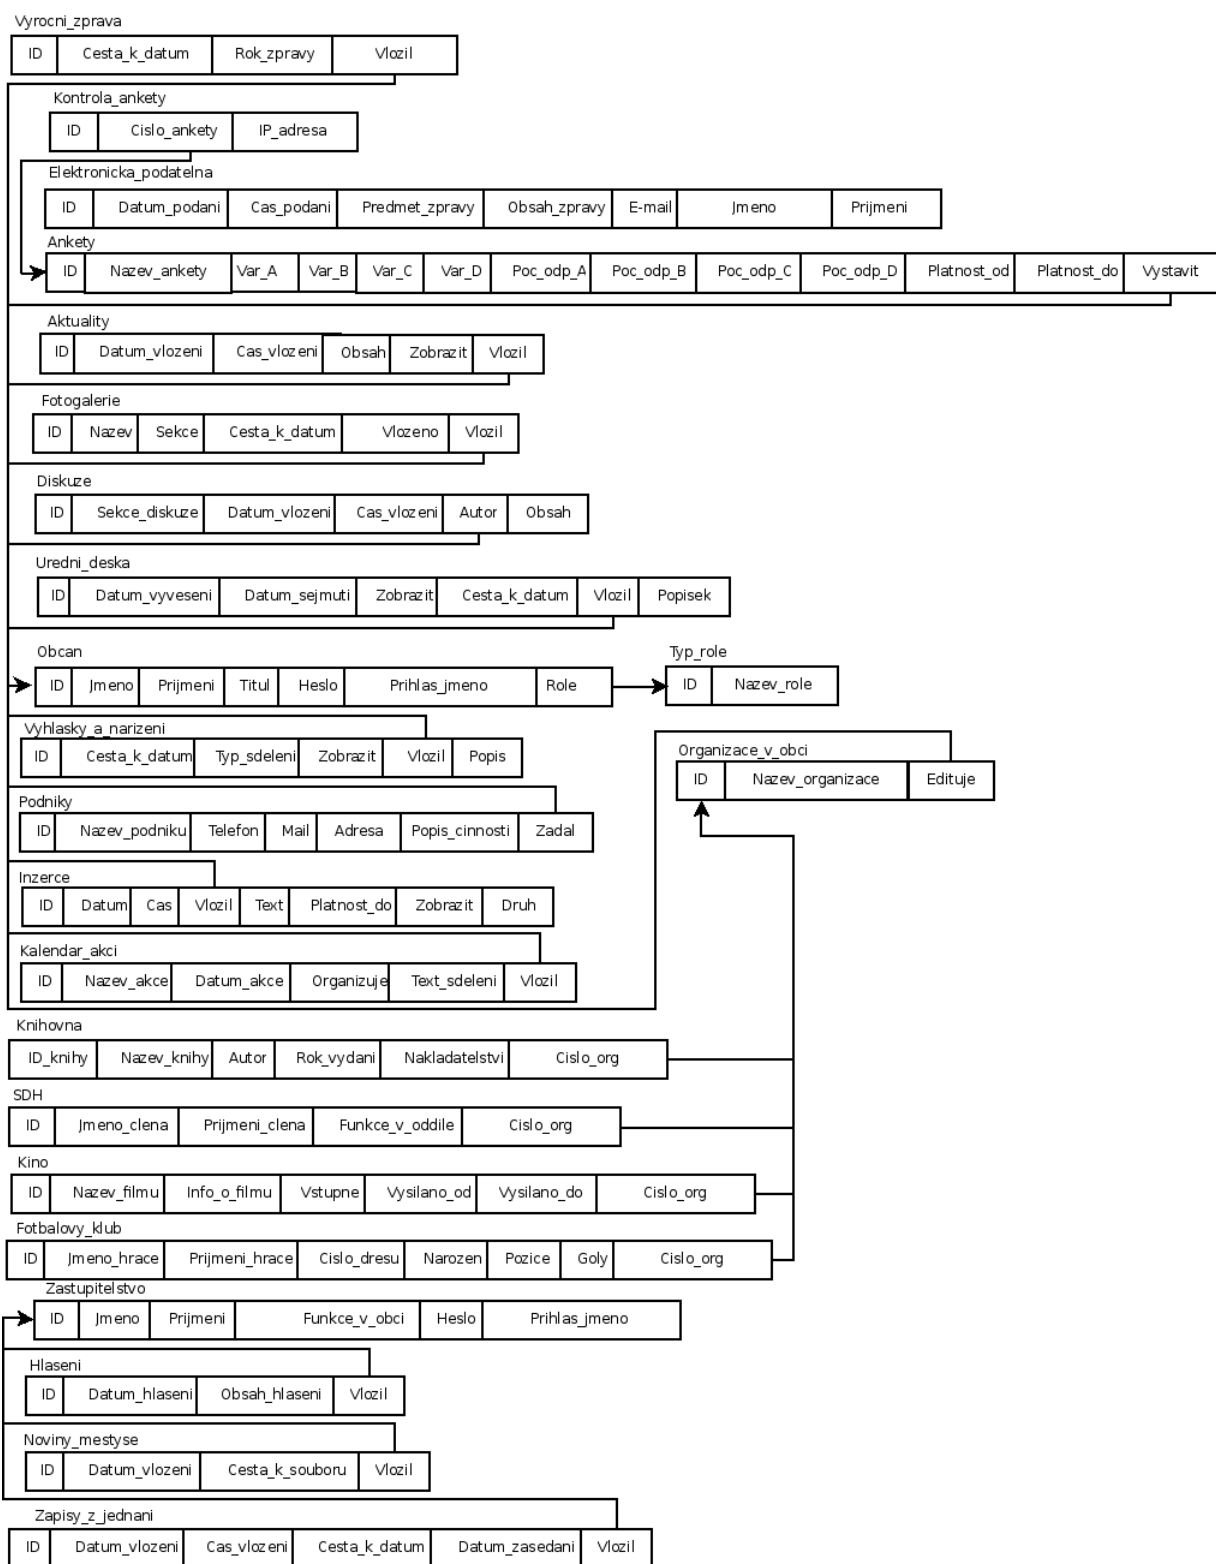 Vyrocni_zprava
ID Cesta_k_datum Rok_zpravy Vlozil
Kontrola_ankety
ID Cislo_ankety IP_adresa
Elektronicka_podatelna
ID Datum_podani Cas_podani Predmet_zpravy Obsah_zpravy E-mail Jmeno Prijmeni
Ankety
ID Nazev_ankety Var_A Var_B Var_C Var_D Poc_odp_A Poc_odp_B Poc_odp_C Poc_odp_D Platnost_od Platnost_do Vystavit
Aktuality
ID Datum_vlozeni Cas_vlozeni Obsah Zobrazit Vlozil
Fotogalerie
ID Nazev Sekce Cesta_k_datum Vlozeno Vlozil
Diskuze
ID Sekce_diskuze Datum_vlozeni Cas_vlozeni Autor Obsah
Uredni_deska
ID Datum_vyveseni Datum_sejmuti Zobrazit Cesta_k_datum Vlozil Popisek
Obcan Typ_role
ID Jmeno Prijmeni Titul Heslo Prihlas_jmeno Role ID Nazev_role
Vyhlasky_a_narizeni
ID Cesta_k_datum Typ_sdeleni Zobrazit Vlozil Popis
Organizace_v_obci
ID Nazev_organizace Edituje
Podniky
ID Nazev_podniku Telefon Mail Adresa Popis_cinnosti Zadal
Inzerce
ID Datum Cas Vlozil Text Platnost_do Zobrazit Druh
Kalendar_akci
ID Nazev_akce Datum_akce Organizuje Text_sdeleni Vlozil
Knihovna
ID_knihy Nazev_knihy Autor Rok_vydani Nakladatelstvi Cislo_org
SDH
ID Jmeno_clena Prijmeni_clena Funkce_v_oddile Cislo_org
Kino
ID Nazev_filmu Info_o_filmu Vstupne Vysilano_od Vysilano_do Cislo_org
Fotbalovy_klub
ID Jmeno_hrace Prijmeni_hrace Cislo_dresu Narozen Pozice Goly Cislo_org
Zastupitelstvo
ID Jmeno Prijmeni Funkce_v_obci Heslo Prihlas_jmeno
Hlaseni
ID Datum_hlaseni Obsah_hlaseni Vlozil
Noviny_mestyse
ID Datum_vlozeni Cesta_k_souboru Vlozil
Zapisy_z_jednani
ID Datum_vlozeni Cas_vlozeni Cesta_k_datum Datum_zasedani Vlozil